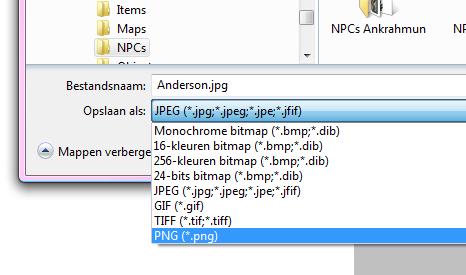 Items
Maps
NPCs
NPCs Ankrahmun
Bestandsnaam: Anderson.jpg
Opslaan als: JPEG (*.jpg;*.jpeg;*.jpe;*.jfif)
Monochrome bitmap (*.bmp;*.dib)
16-kleuren bitmap (*.bmp;*.dib)
256-kleuren bitmap (*.bmp;*.dib)
24-bits bitmap (*.bmp;*.dib)
Mappen verberge
JPEG (*.jpg;*.jpeg;*.jpe;*.jfif)
GIF (*.gif)
TIFF (*.tif;*.tiff)
PNG (*.png)